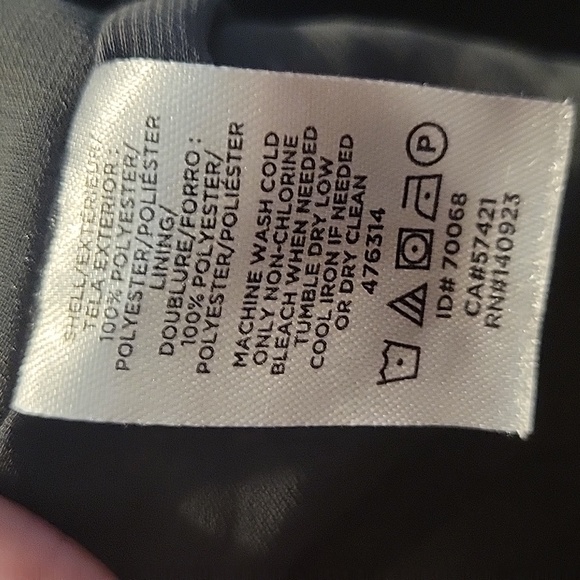 SHELL/EXTÉRIEUR/
TELA EXTERIOR :
100% POLYESTER/
POLYESTER/POLIÉSTER
LINING/
DOUBLURE/FORRO :
100% POLYESTER/
POLYESTER/POLIÉSTER
MACHINE WASH COLD
ONLY NON-CHLORINE
BLEACH WHEN NEEDED
TUMBLE DRY LOW
COOL IRON IF NEEDED
OR DRY CLEAN
476314
P
ID# 70068
CA#57421
RN#140923